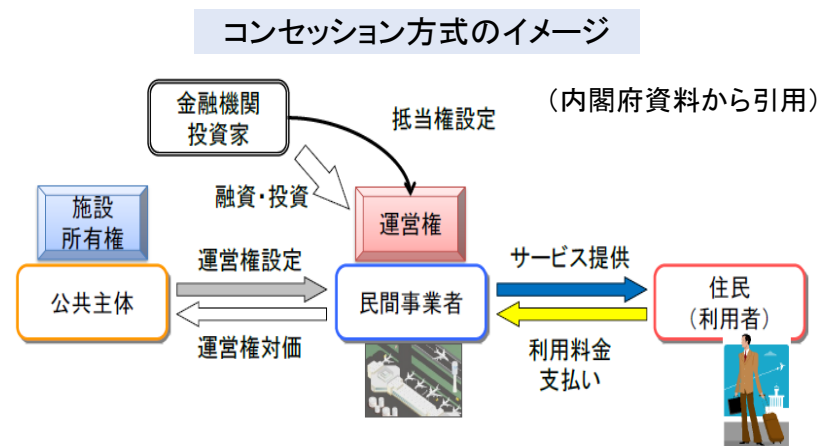 コンセッション方式のイメージ
（内閣府資料から引用）
金融機関
投資家
抵当権設定
融資・投資
施設
所有権
運営権
運営権設定
サービス提供
公共主体
民間事業者
住民
（利用者）
運営権対価
利用料金
支払い